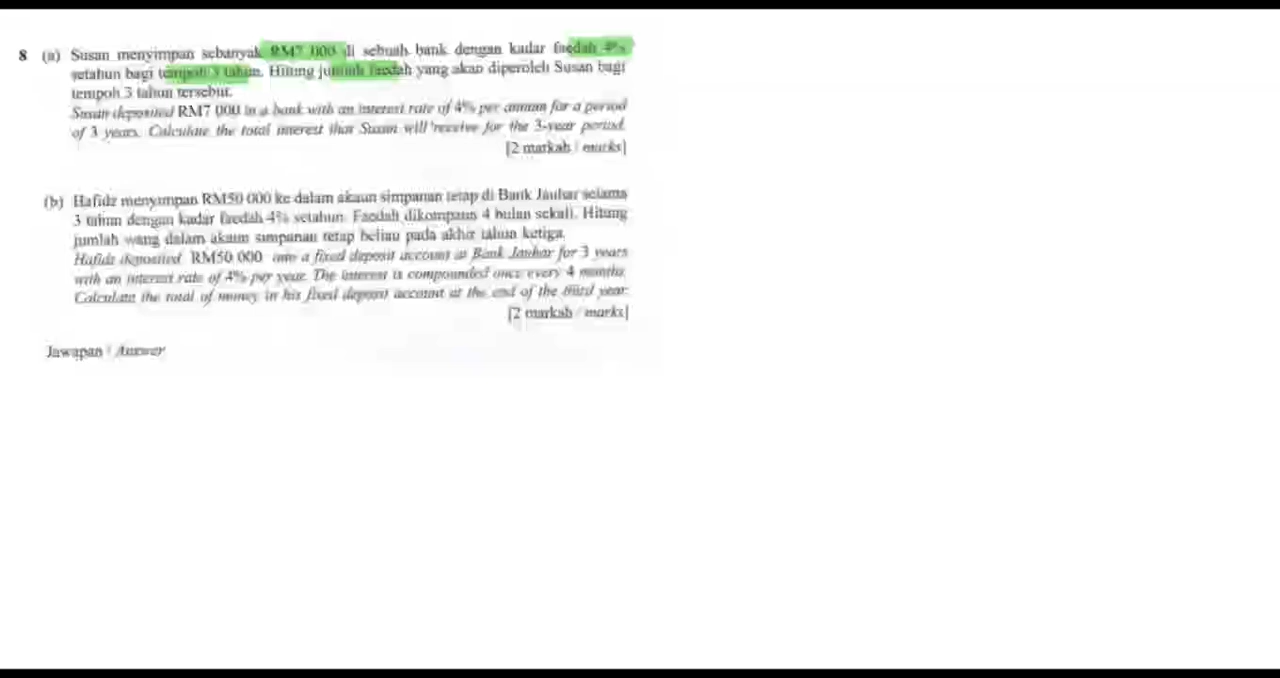 8 (a) Susan menyimpan sebanyak RM7 000 di sebuah bank dengan kadar faedah 4%
setahun bagi tempoh 3 tahun. Hitung jumlah faedah yang akan diperoleh Susan bagi
tempoh 3 tahun tersebut.
Susan deposited RM7 000 in a bank with an interest rate of 4% per annum for a period
of 3 years. Calculate the total interest that Susan will receive for the 3-year period.
[2 markah / marks]
(b) Hafidz menyimpan RM50 000 ke dalam akaun simpanan tetap di Bank Jauhar selama
3 tahun dengan kadar faedah 4% setahun. Faedah dikompaun 4 bulan sekali. Hitung
jumlah wang dalam akaun simpanan tetap beliau pada akhir tahun ketiga.
Hafidz deposited RM50 000 into a fixed deposit account at Bank Jauhar for 3 years
with an interest rate of 4% per year. The interest is compounded once every 4 months.
Calculate the total of money in his fixed deposit account at the end of the third year.
[2 markah / marks]
Jawapan / Answer